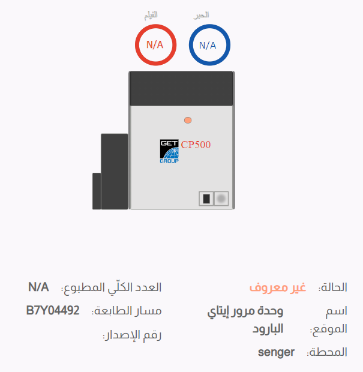 الفيلم
الحبر
N/A
N/A
GET
GROUP
CP500
الحالة: غير معروف
العدد الكلّي المطبوع: N/A
اسم الموقع: وحدة مرور إيتاي البارود
مسار الطابعة: B7Y04492
رقم الإصدار:
المحطة: senger